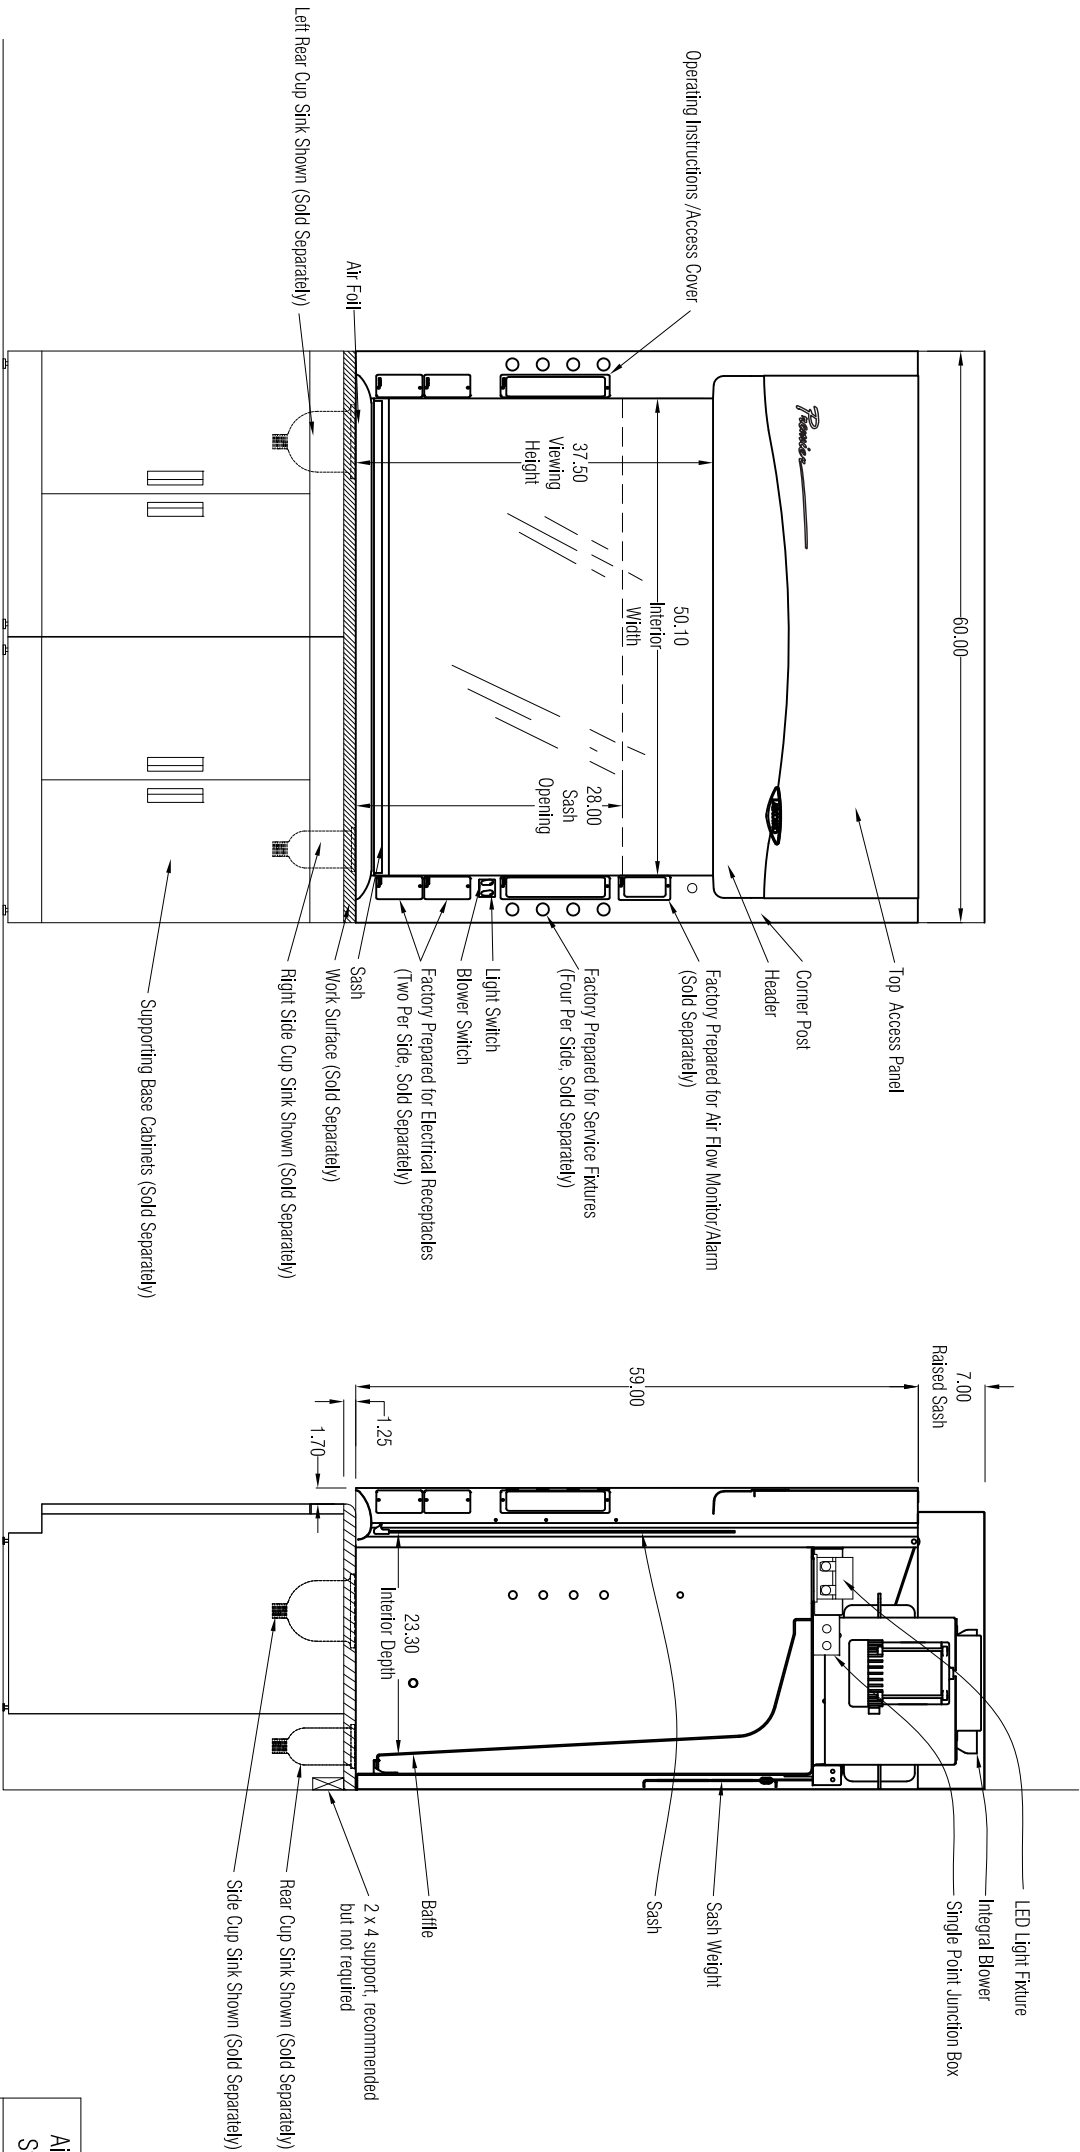 Left Rear Cup Sink Shown (Sold Separately)
Air Foil
Operating Instructions /Access Cover
Premier
LABCONCO
60.00
37.50
Viewing
Height
50.10
Interior
Width
28.00
Sash
Opening
Top Access Panel
Corner Post
Header
Factory Prepared for Air Flow Monitor/Alarm
(Sold Separately)
Factory Prepared for Service Fixtures
(Four Per Side, Sold Separately)
Light Switch
Blower Switch
Factory Prepared for Electrical Receptacles
(Two Per Side, Sold Separately)
Sash
Work Surface (Sold Separately)
Right Side Cup Sink Shown (Sold Separately)
Supporting Base Cabinets (Sold Separately)
7.00
Raised Sash
59.00
1.25
1.70
23.30
Interior Depth
LED Light Fixture
Integral Blower
Single Point Junction Box
Sash Weight
Sash
Baffle
2 x 4 support, recommended
but not required
Rear Cup Sink Shown (Sold Separately)
Side Cup Sink Shown (Sold Separately)